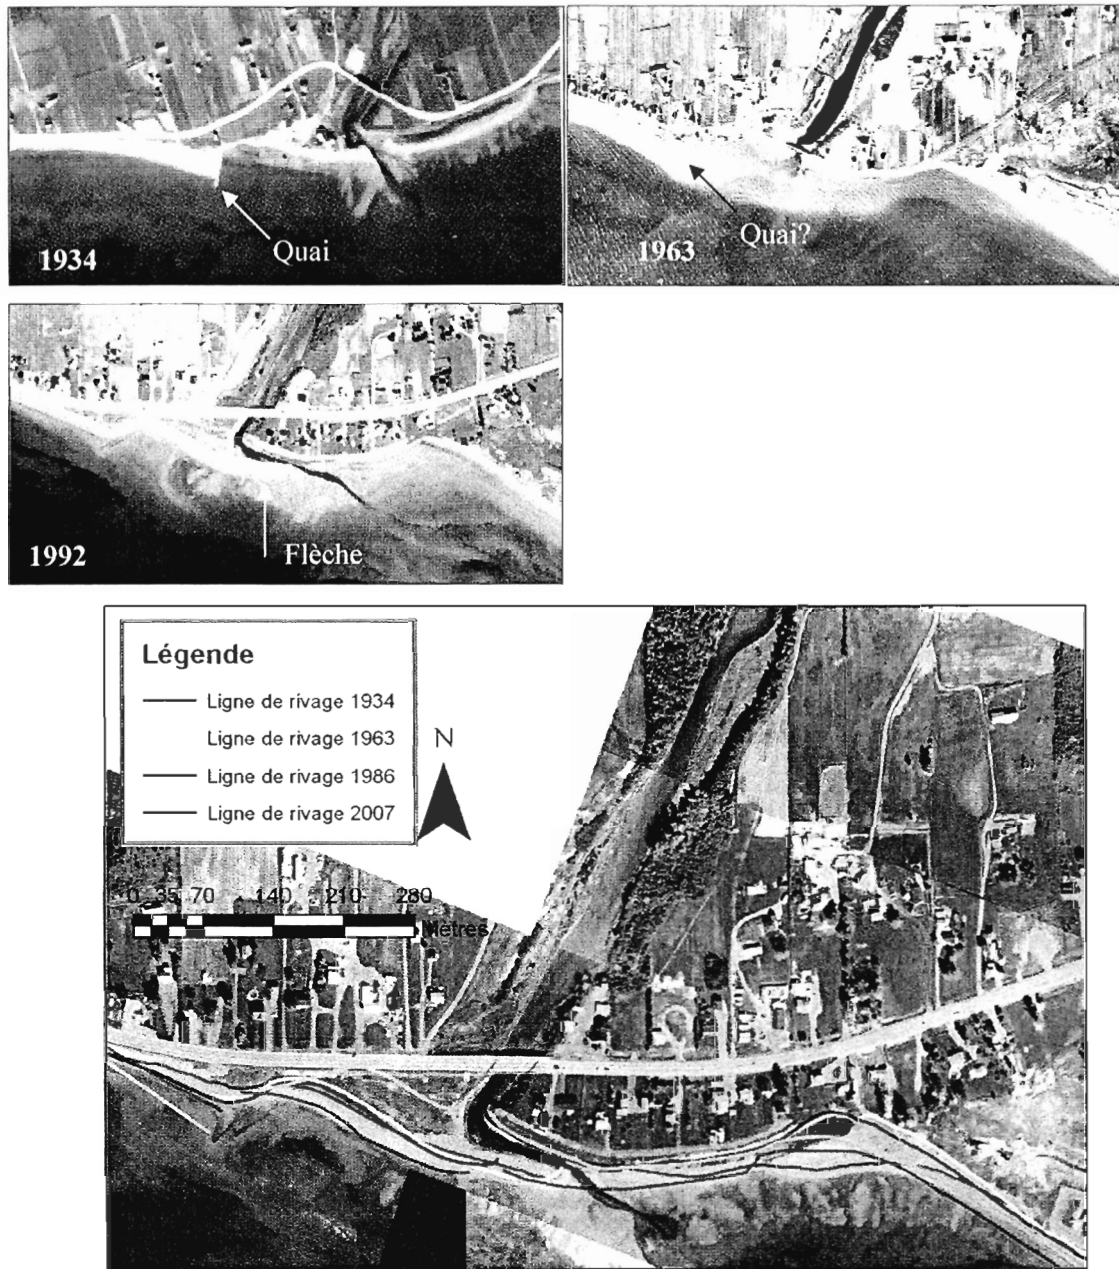 Quai
1934
Quai?
1963
1992
Flèche
Légende
Ligne de rivage 1934
Ligne de rivage 1963
Ligne de rivage 1986
Ligne de rivage 2007
N
0 35 70 140 210 280
Mètres